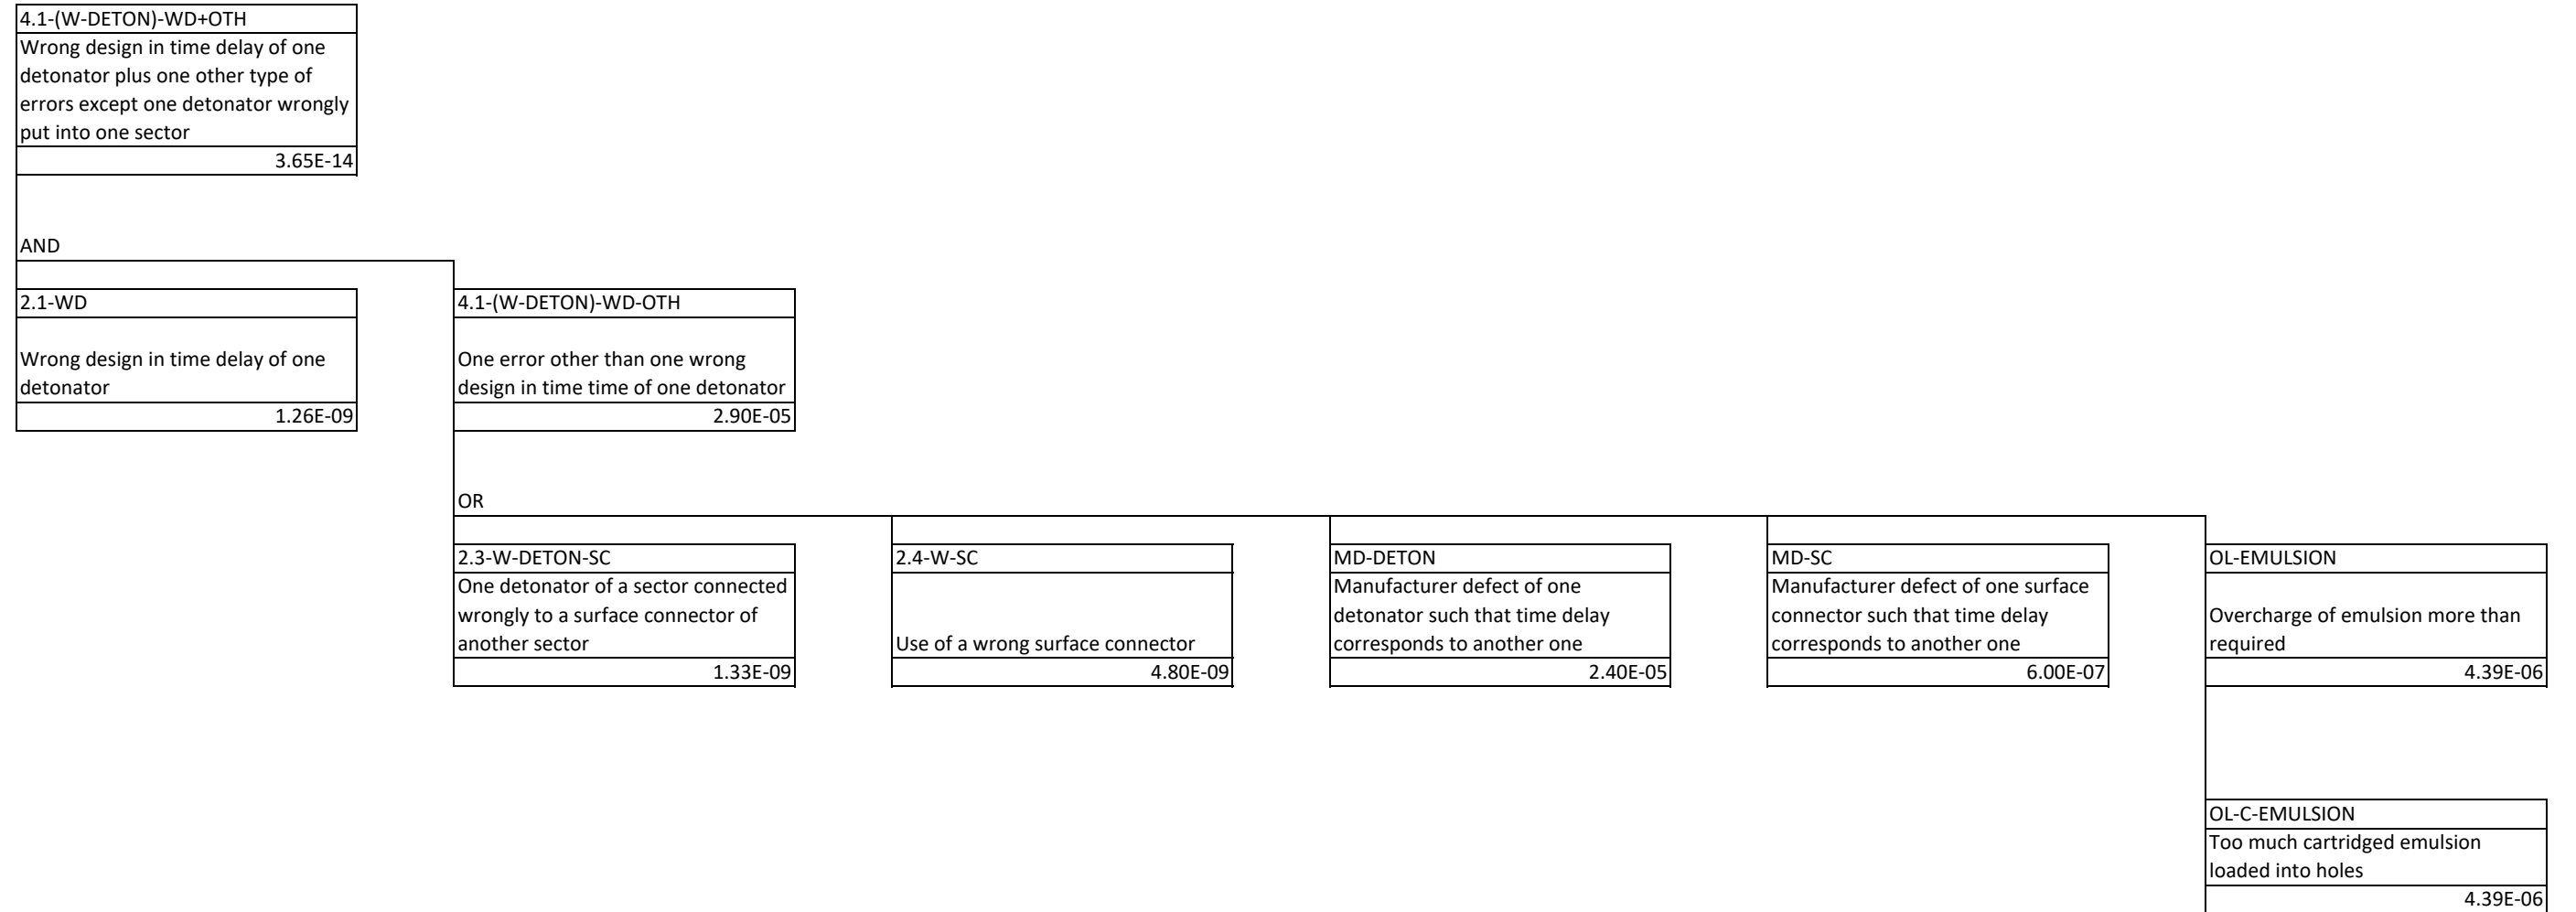 4.1-(W-DETON)-WD+OTH
Wrong design in time delay of one
detonator plus one other type of
errors except one detonator wrongly
put into one sector
3.65E-14
AND
2.1-WD
Wrong design in time delay of one
detonator
1.26E-09
4.1-(W-DETON)-WD-OTH
One error other than one wrong
design in time time of one detonator
2.90E-05
OR
2.3-W-DETON-SC
One detonator of a sector connected
wrongly to a surface connector of
another sector
1.33E-09
2.4-W-SC
Use of a wrong surface connector
4.80E-09
MD-DETON
Manufacturer defect of one
detonator such that time delay
corresponds to another one
2.40E-05
MD-SC
Manufacturer defect of one surface
connector such that time delay
corresponds to another one
6.00E-07
OL-EMULSION
Overcharge of emulsion more than
required
4.39E-06
OL-C-EMULSION
Too much cartridged emulsion
loaded into holes
4.39E-06